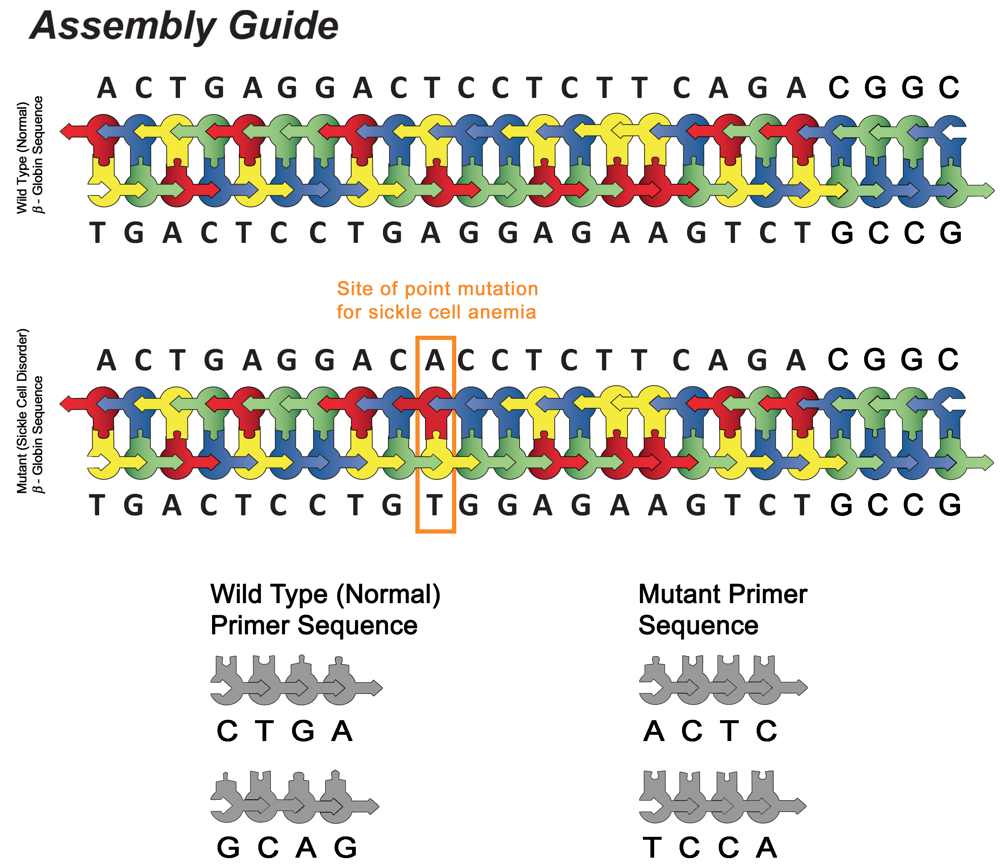 Assembly Guide
Wild Type (Normal)
β - Globin Sequence
A C T G A G G A C T C C T C T T C A G A C G G C
T G A C T C C T G A G G A G A A G T C T G C C G
Site of point mutation
for sickle cell anemia
Mutant (Sickle Cell Disorder)
β - Globin Sequence
A C T G A G G A C A C C T C T T C A G A C G G C
T G A C T C C T G T G G A G A A G T C T G C C G
Wild Type (Normal)
Primer Sequence
C T G A
G C A G
Mutant Primer
Sequence
A C T C
T C C A